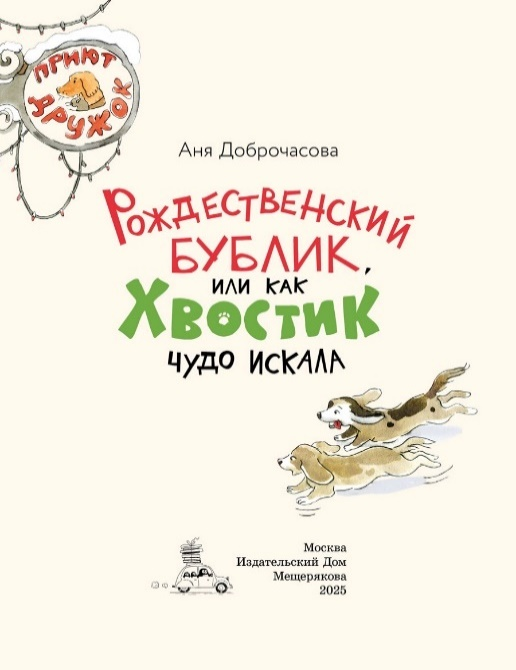 ПРИЮТ
ДРУЖОК
Аня Доброчасова
РОЖДЕСТВЕНСКИЙ
БУБЛИК,
ИЛИ КАК
ХВОСТИК
ЧУДО ИСКАЛА
Москва
Издательский Дом
Мещерякова
2025